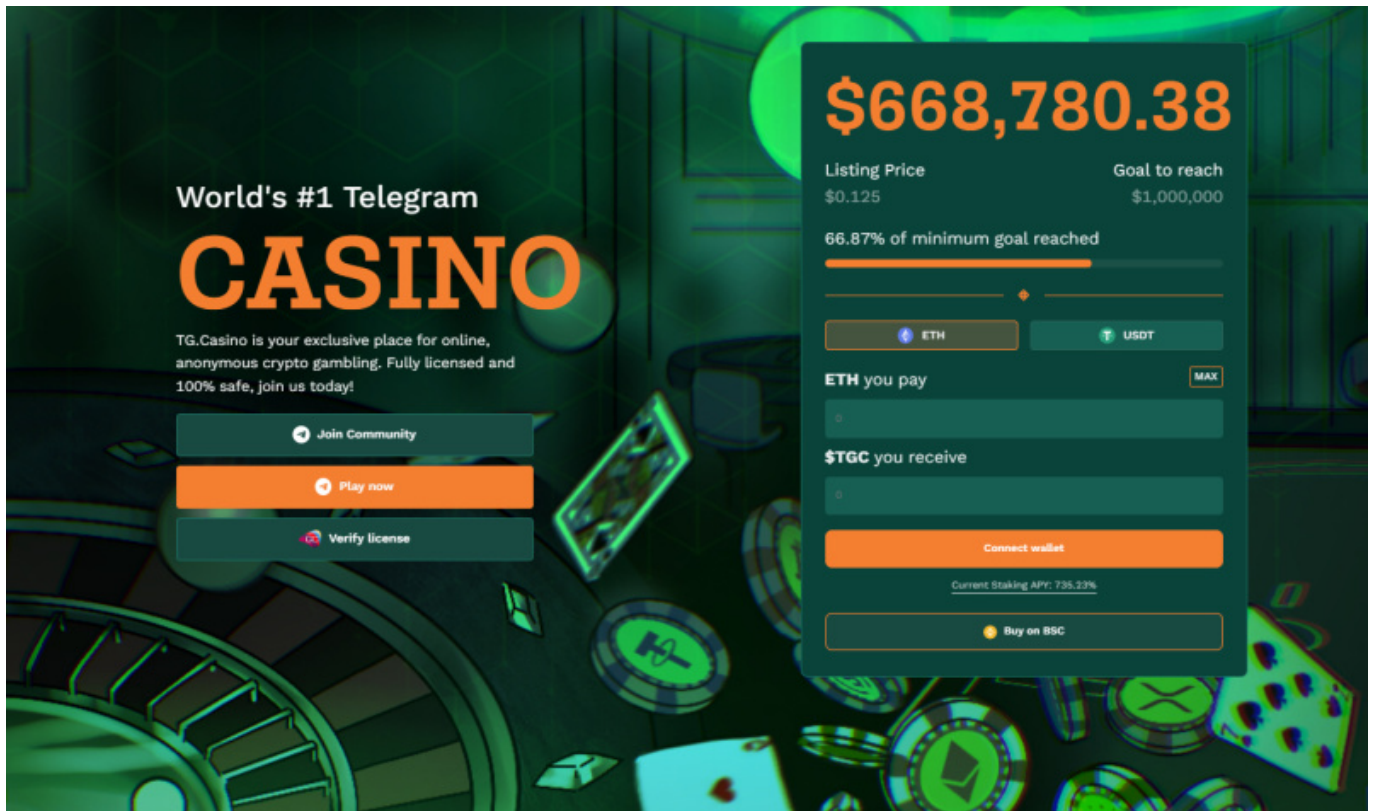 World's #1 Telegram
CASINO
TG.Casino is your exclusive place for online,
anonymous crypto gambling. Fully licensed and
100% safe, join us today!
Join Community
Play now
Verify license
$668,780.38
Listing Price Goal to reach
$0.125 $1,000,000
66.87% of minimum goal reached
ETH USDT
ETH you pay MAX
0
$TGC you receive
0
Connect wallet
Current Staking APY: 735.23%
Buy on BSC